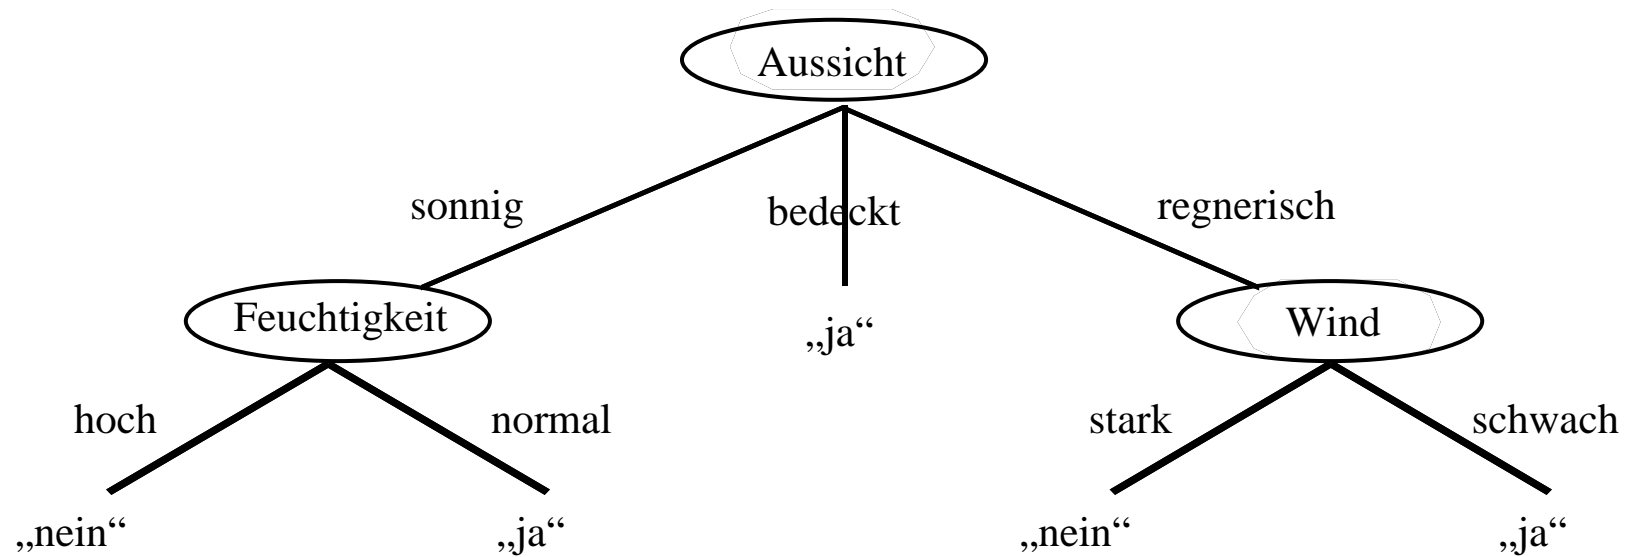 Aussicht
sonnig
bedeckt
regnerisch
Feuchtigkeit
„ja“
Wind
hoch
normal
stark
schwach
„nein“
„ja“
„nein“
„ja“